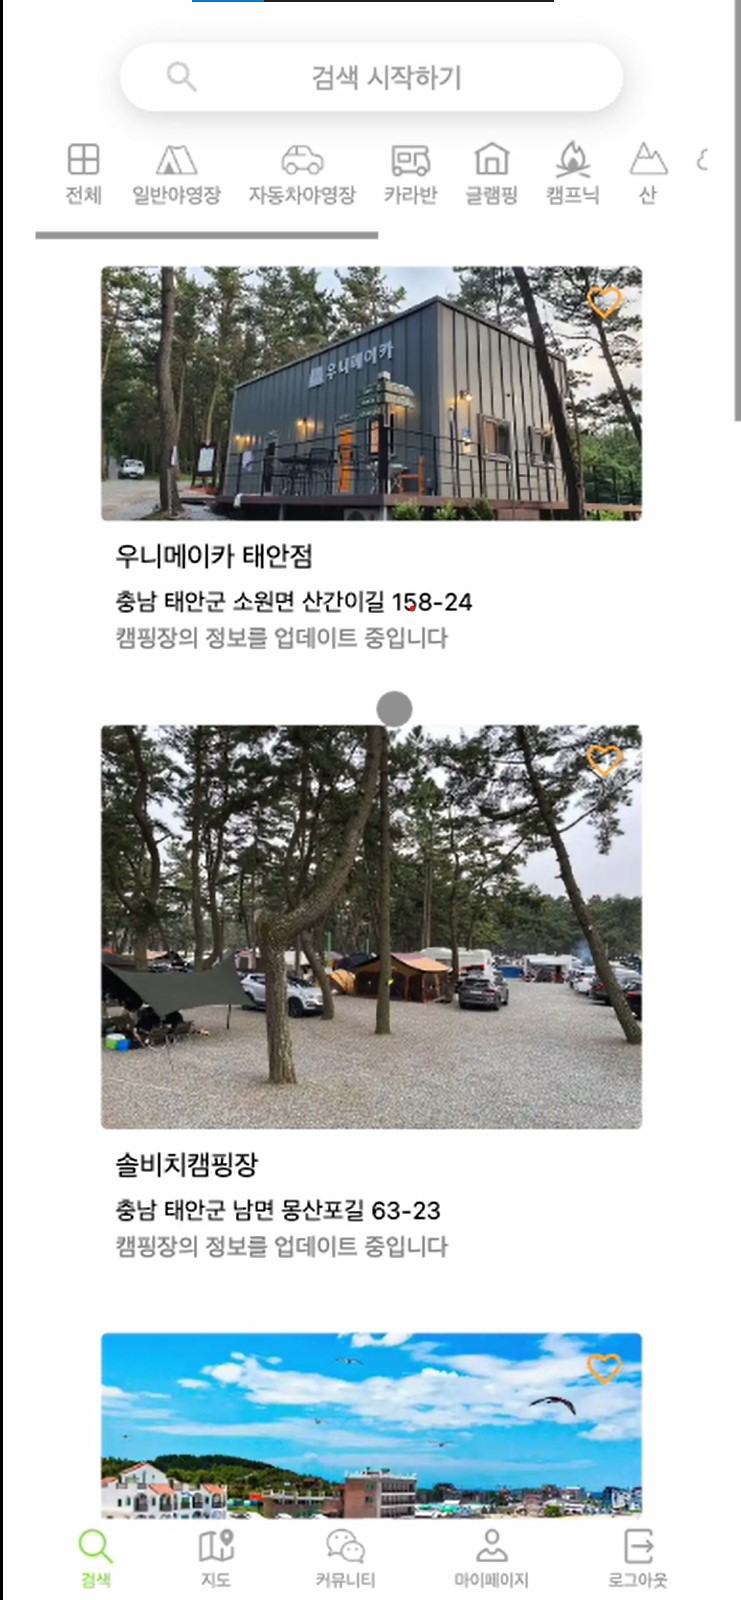 검색 시작하기
전체 일반야영장 자동차야영장 카라반 글램핑 캠프닉 산
우니메이카
우니메이카 태안점
충남 태안군 소원면 산간이길 158-24
캠핑장의 정보를 업데이트 중입니다
솔비치캠핑장
충남 태안군 남면 몽산포길 63-23
캠핑장의 정보를 업데이트 중입니다
검색 지도 커뮤니티 마이페이지 로그아웃